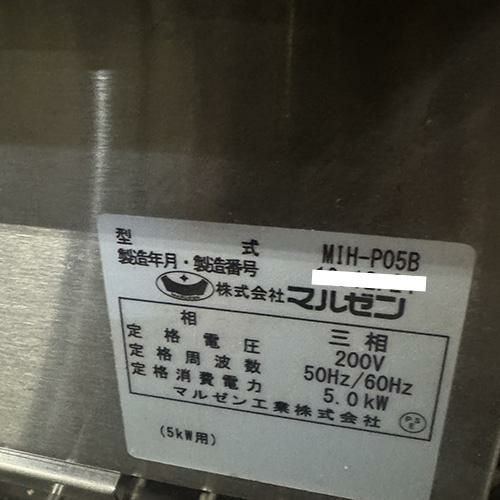 型式 MIH-P05B
製造年月・製造番号
株式会社マルゼン
相 三相
定格電圧 200V
定格周波数 50Hz/60Hz
定格消費電力 5.0kW
マルゼン工業株式会社 PSE
(5kW用)